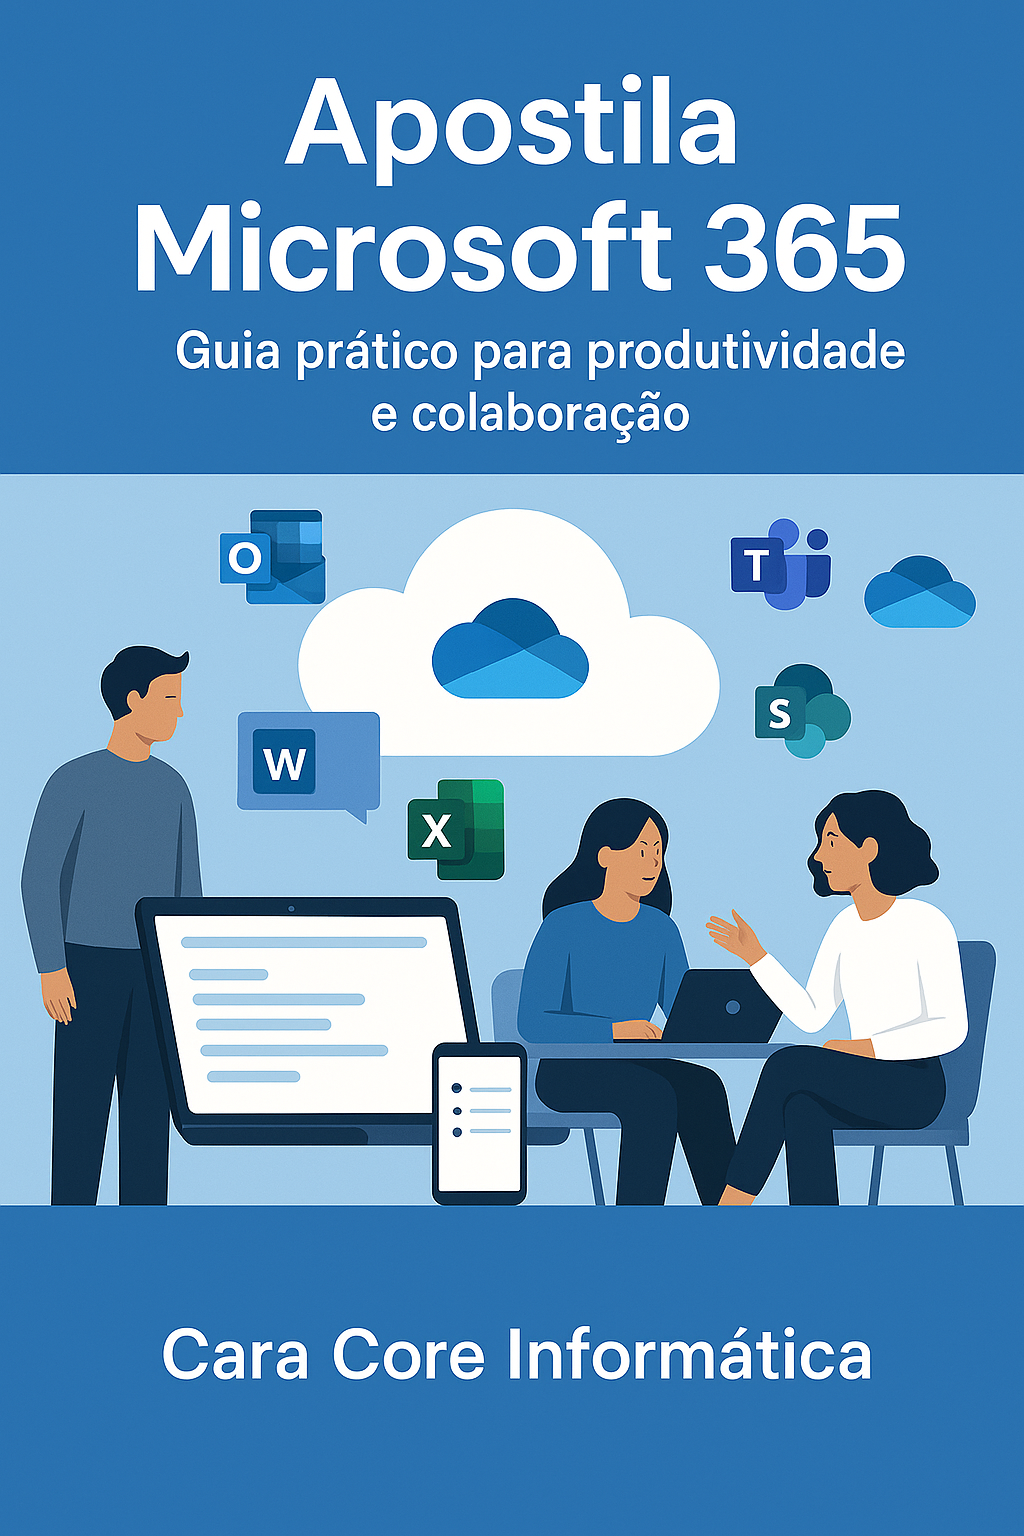 Apostila
Microsoft 365
Guia prático para produtividade
e colaboração
O
T
S
W
X
Cara Core Informática